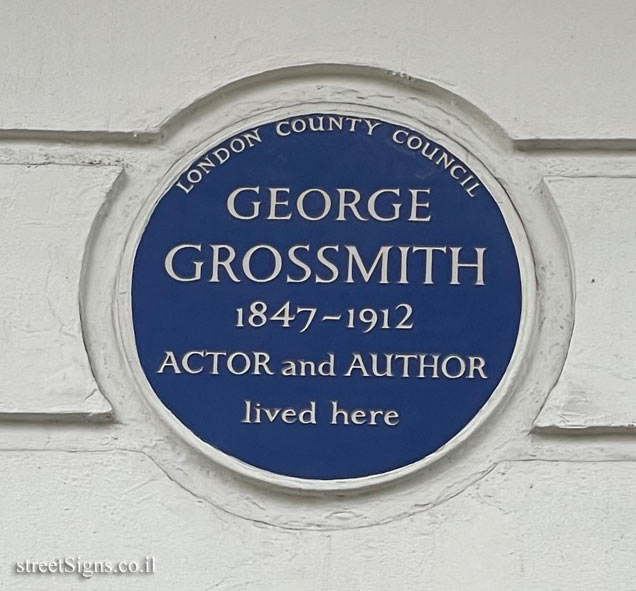 LONDON COUNTY COUNCIL
GEORGE
GROSSMITH
1847-1912
ACTOR and AUTHOR
lived here
streetSigns.co.il